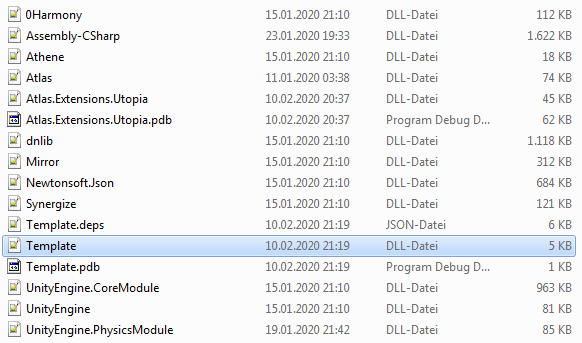 0Harmony 15.01.2020 21:10 DLL-Datei 112 KB
Assembly-CSharp 23.01.2020 19:33 DLL-Datei 1.622 KB
Athene 15.01.2020 21:10 DLL-Datei 18 KB
Atlas 11.01.2020 03:38 DLL-Datei 74 KB
Atlas.Extensions.Utopia 10.02.2020 20:37 DLL-Datei 45 KB
Atlas.Extensions.Utopia.pdb 10.02.2020 20:37 Program Debug D... 62 KB
dnlib 15.01.2020 21:10 DLL-Datei 1.118 KB
Mirror 15.01.2020 21:10 DLL-Datei 312 KB
Newtonsoft.Json 15.01.2020 21:10 DLL-Datei 684 KB
Synergize 15.01.2020 21:10 DLL-Datei 121 KB
Template.deps 10.02.2020 21:19 JSON-Datei 6 KB
Template 10.02.2020 21:19 DLL-Datei 5 KB
Template.pdb 10.02.2020 21:19 Program Debug D... 1 KB
UnityEngine.CoreModule 15.01.2020 21:10 DLL-Datei 963 KB
UnityEngine 15.01.2020 21:10 DLL-Datei 81 KB
UnityEngine.PhysicsModule 19.01.2020 21:42 DLL-Datei 85 KB